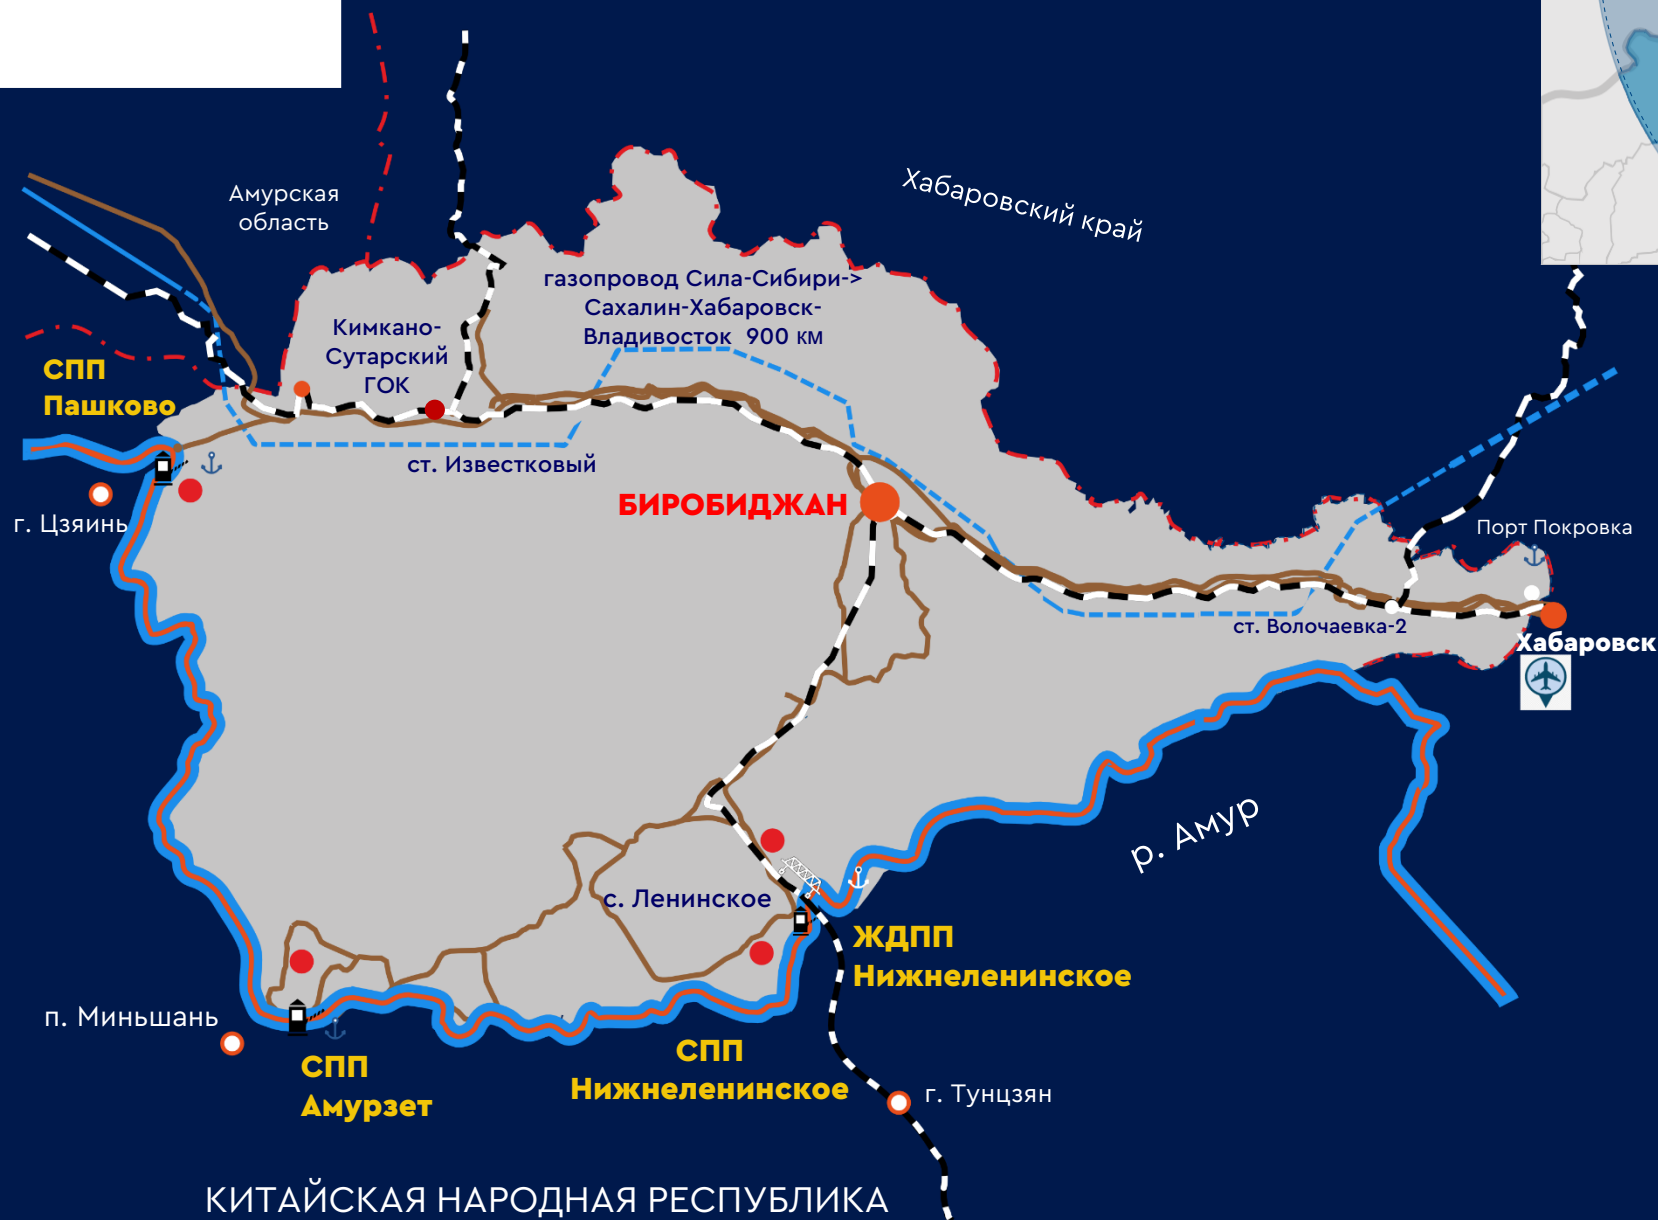 Амурская
область
Хабаровский край
газопровод Сила-Сибири->
Сахалин-Хабаровск-
Владивосток 900 км
Кимкано-
Сутарский
ГОК
СПП
Пашково
ст. Известковый
БИРОБИДЖАН
г. Цзяинь
Порт Покровка
ст. Волочаевка-2
Хабаровск
р. Амур
с. Ленинское
ЖДПП
Нижнеленинское
п. Миньшань
СПП
Амурзет
СПП
Нижнеленинское
г. Тунцзян
КИТАЙСКАЯ НАРОДНАЯ РЕСПУБЛИКА